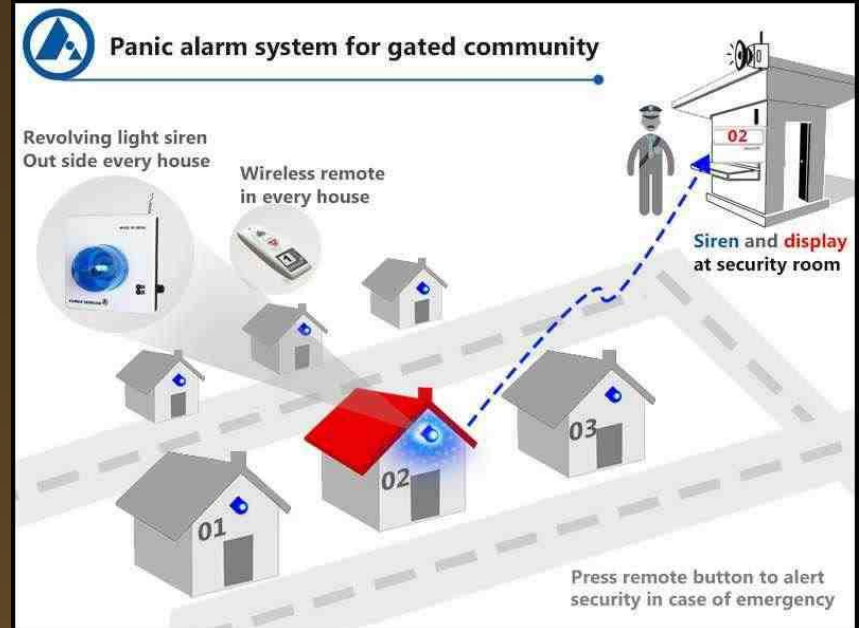 Panic alarm system for gated community
Revolving light siren
Out side every house
Wireless remote
in every house
02
Siren and display
at security room
1
03
02
01
Press remote button to alert
security in case of emergency